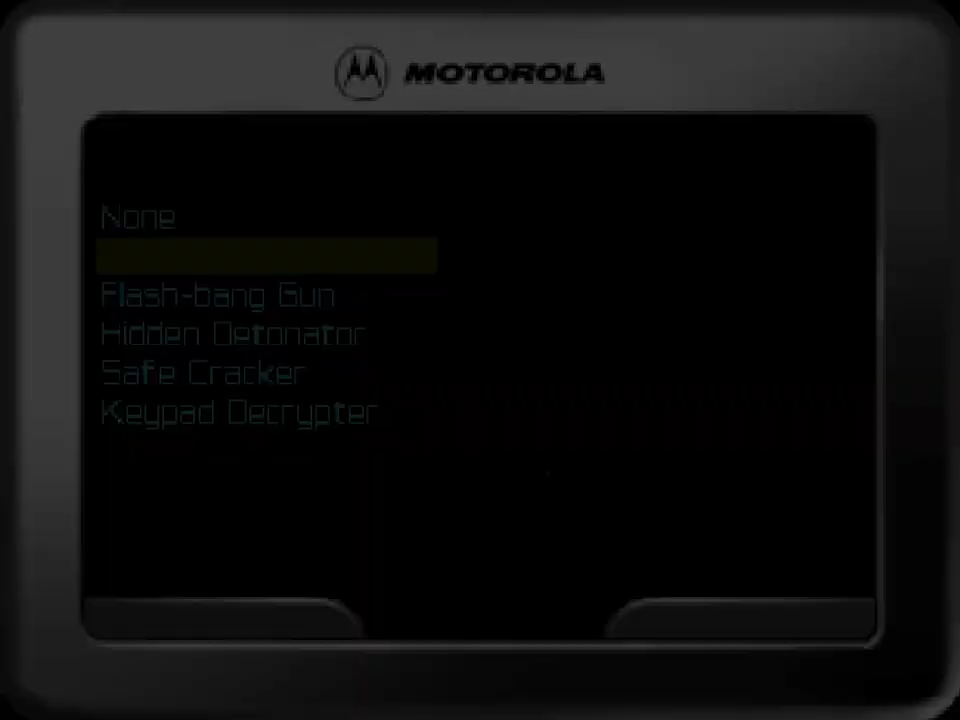 MOTOROLA
None
Flash-bang Gun
Hidden Detonator
Safe Cracker
Keypad Decrypter